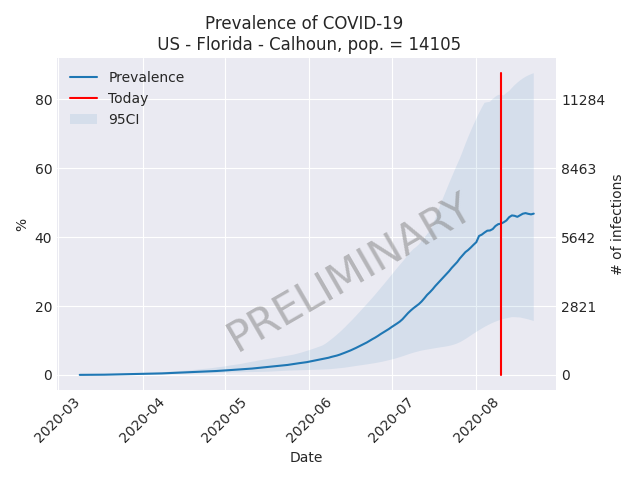 Prevalence of COVID-19
US - Florida - Calhoun, pop. = 14105
Prevalence
Today
95CI
PRELIMINARY
%
80
60
40
20
0
11284
8463
5642
2821
0
# of infections
2020-03
2020-04
2020-05
2020-06
2020-07
2020-08
Date